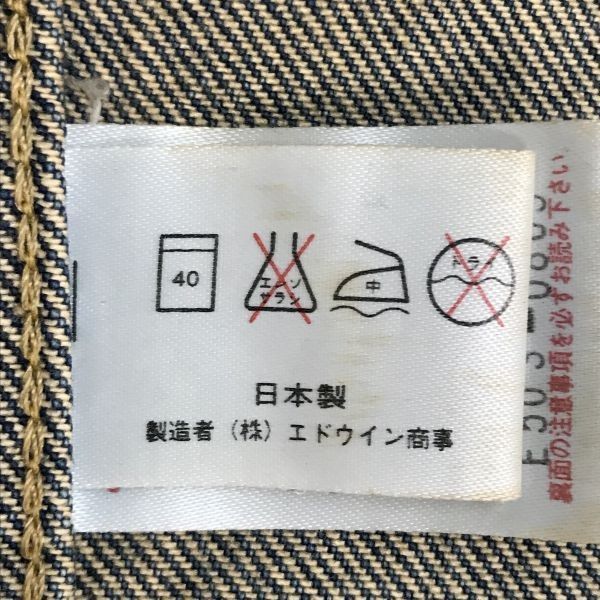 40
エンソ
サラシ
中
ドライ
日本製
製造者(株)エドウイン商事
裏面の注意事項を必ずお読み下さい